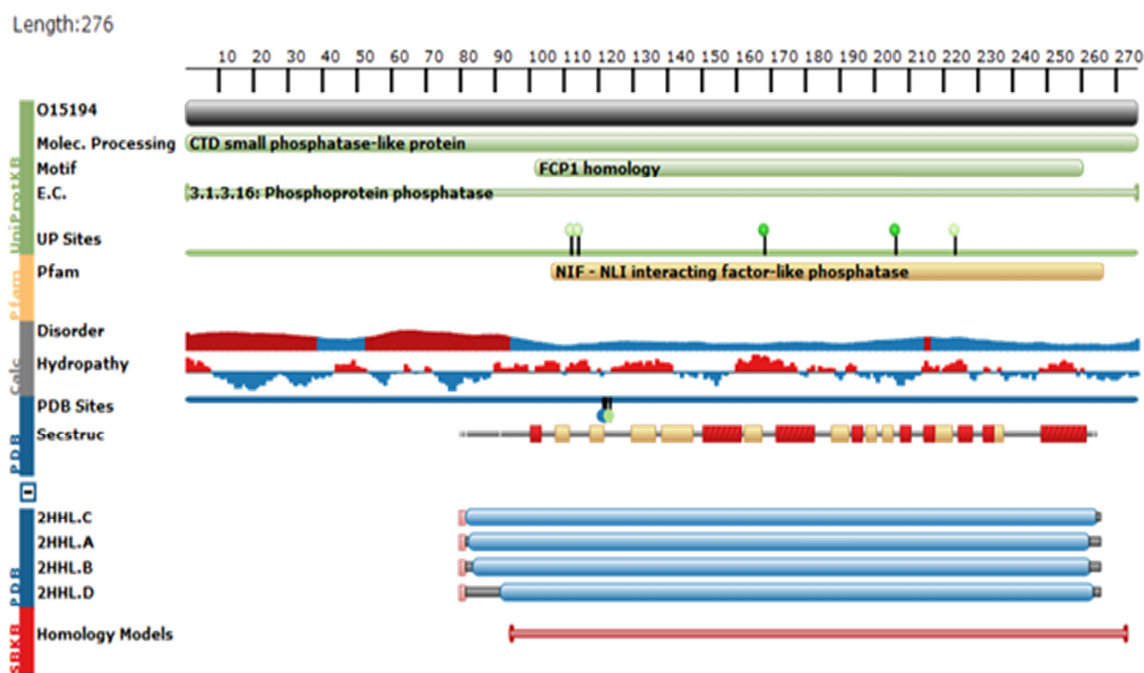 Length:276
10 20 30 40 50 60 70 80 90 100 110 120 130 140 150 160 170 180 190 200 210 220 230 240 250 260 270
UniProtKB
O15194
Molec. Processing CTD small phosphatase-like protein
Motif FCP1 homology
E.C. 3.1.3.16: Phosphoprotein phosphatase
UP Sites
Pfam
Pfam NIF - NLI interacting factor-like phosphatase
Calc
Disorder
Hydropathy
PDB
PDB Sites
Secstruc
PDB
2HHL.C
2HHL.A
2HHL.B
2HHL.D
SBKB
Homology Models